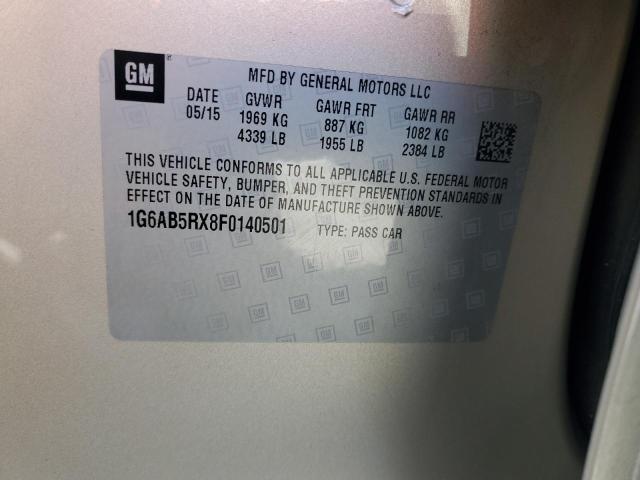 GM
MFD BY GENERAL MOTORS LLC
DATE GVWR GAWR FRT GAWR RR
05/15 1969 KG 887 KG 1082 KG
4339 LB 1955 LB 2384 LB
THIS VEHICLE CONFORMS TO ALL APPLICABLE U.S. FEDERAL MOTOR
VEHICLE SAFETY, BUMPER, AND THEFT PREVENTION STANDARDS IN
EFFECT ON THE DATE OF MANUFACTURE SHOWN ABOVE.
1G6AB5RX8F0140501 TYPE: PASS CAR